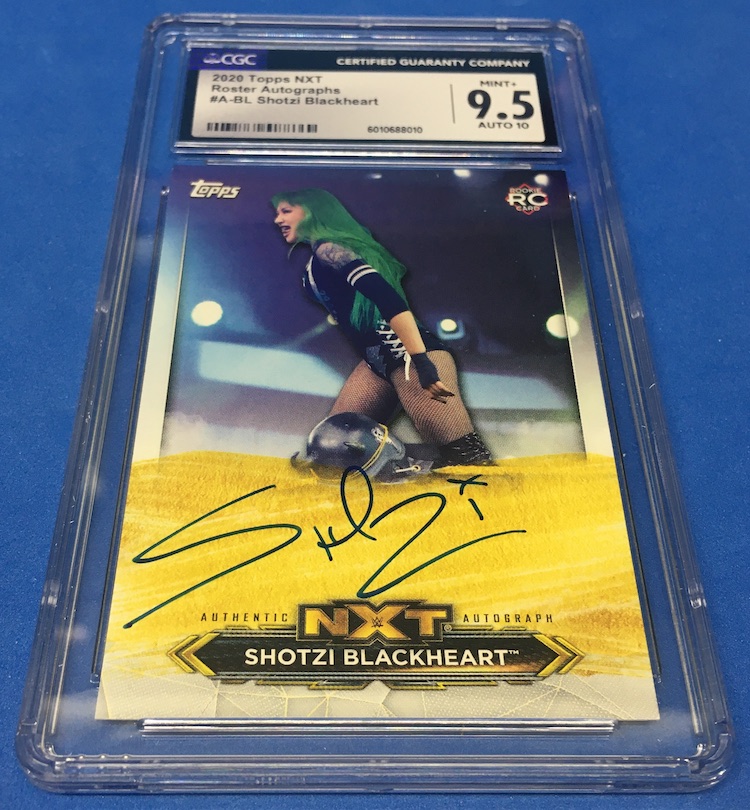 CGC
CERTIFIED GUARANTY COMPANY
2020 Topps NXT
Roster Autographs
#A-BL Shotzi Blackheart
6010688010
MINT+
9.5
AUTO 10
Topps
ROOKIE
RC
CARD
Shotzi
AUTHENTIC NXT AUTOGRAPH
SHOTZI BLACKHEART™